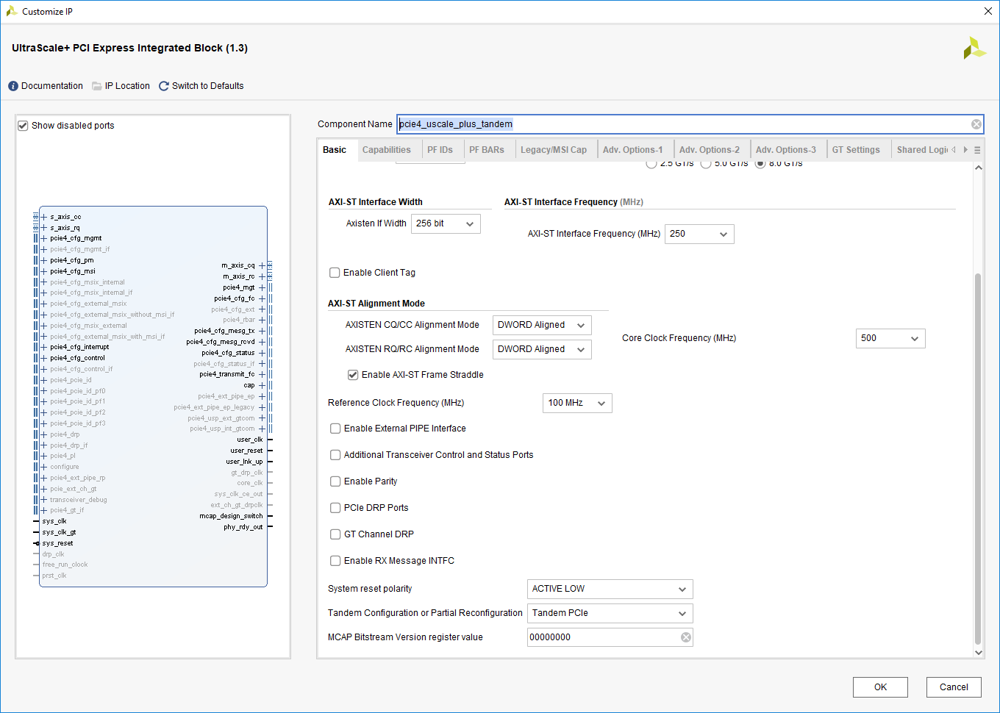 Customize IP
UltraScale+ PCI Express Integrated Block (1.3)
Documentation IP Location Switch to Defaults
Show disabled ports
s_axis_cc
s_axis_rq
pcie4_cfg_mgmt
pcie4_cfg_mgmt_if
pcie4_cfg_pm
pcie4_cfg_msi
pcie4_cfg_msix_internal
pcie4_cfg_msix_internal_if
pcie4_cfg_external_msix
pcie4_cfg_external_msix_without_msi_if
pcie4_cfg_msix_external
pcie4_cfg_external_msix_with_msi_if
pcie4_cfg_interrupt
pcie4_cfg_control
pcie4_cfg_control_if
pcie4_pcie_id
pcie4_pcie_id_pf0
pcie4_pcie_id_pf1
pcie4_pcie_id_pf2
pcie4_pcie_id_pf3
pcie4_drp
pcie4_drp_if
pcie4_pl
configure
pcie4_ext_pipe_rp
pcie_ext_ch_gt
transceiver_debug
pcie4_gt_if
sys_clk
sys_clk_gt
sys_reset
drp_clk
free_run_clock
prst_clk
m_axis_cq
m_axis_rc
pcie4_mgt
pcie4_cfg_fc
pcie4_cfg_ext
pcie4_rbar
pcie4_cfg_mesg_tx
pcie4_cfg_mesg_rcvd
pcie4_cfg_status
pcie4_cfg_status_if
pcie4_transmit_fc
cap
pcie4_ext_pipe_ep
pcie4_ext_pipe_ep_legacy
pcie4_usp_ext_gtcom
pcie4_usp_int_gtcom
user_clk
user_reset
user_lnk_up
gt_drp_clk
core_clk
sys_clk_ce_out
ext_ch_gt_drpclk
mcap_design_switch
phy_rdy_out
Component Name pcie4_uscale_plus_tandem
Basic Capabilities PF IDs PF BARs Legacy/MSI Cap Adv. Options-1 Adv. Options-2 Adv. Options-3 GT Settings Shared Logi
2.5 GT/s 5.0 GT/s 8.0 GT/s
AXI-ST Interface Width AXI-ST Interface Frequency (MHz)
Axisten If Width 256 bit
AXI-ST Interface Frequency (MHz) 250
Enable Client Tag
AXI-ST Alignment Mode
AXISTEN CQ/CC Alignment Mode DWORD Aligned
Core Clock Frequency (MHz) 500
AXISTEN RQ/RC Alignment Mode DWORD Aligned
Enable AXI-ST Frame Straddle
Reference Clock Frequency (MHz) 100 MHz
Enable External PIPE Interface
Additional Transceiver Control and Status Ports
Enable Parity
PCIe DRP Ports
GT Channel DRP
Enable RX Message INTFC
System reset polarity ACTIVE LOW
Tandem Configuration or Partial Reconfiguration Tandem PCIe
MCAP Bitstream Version register value 00000000
OK Cancel